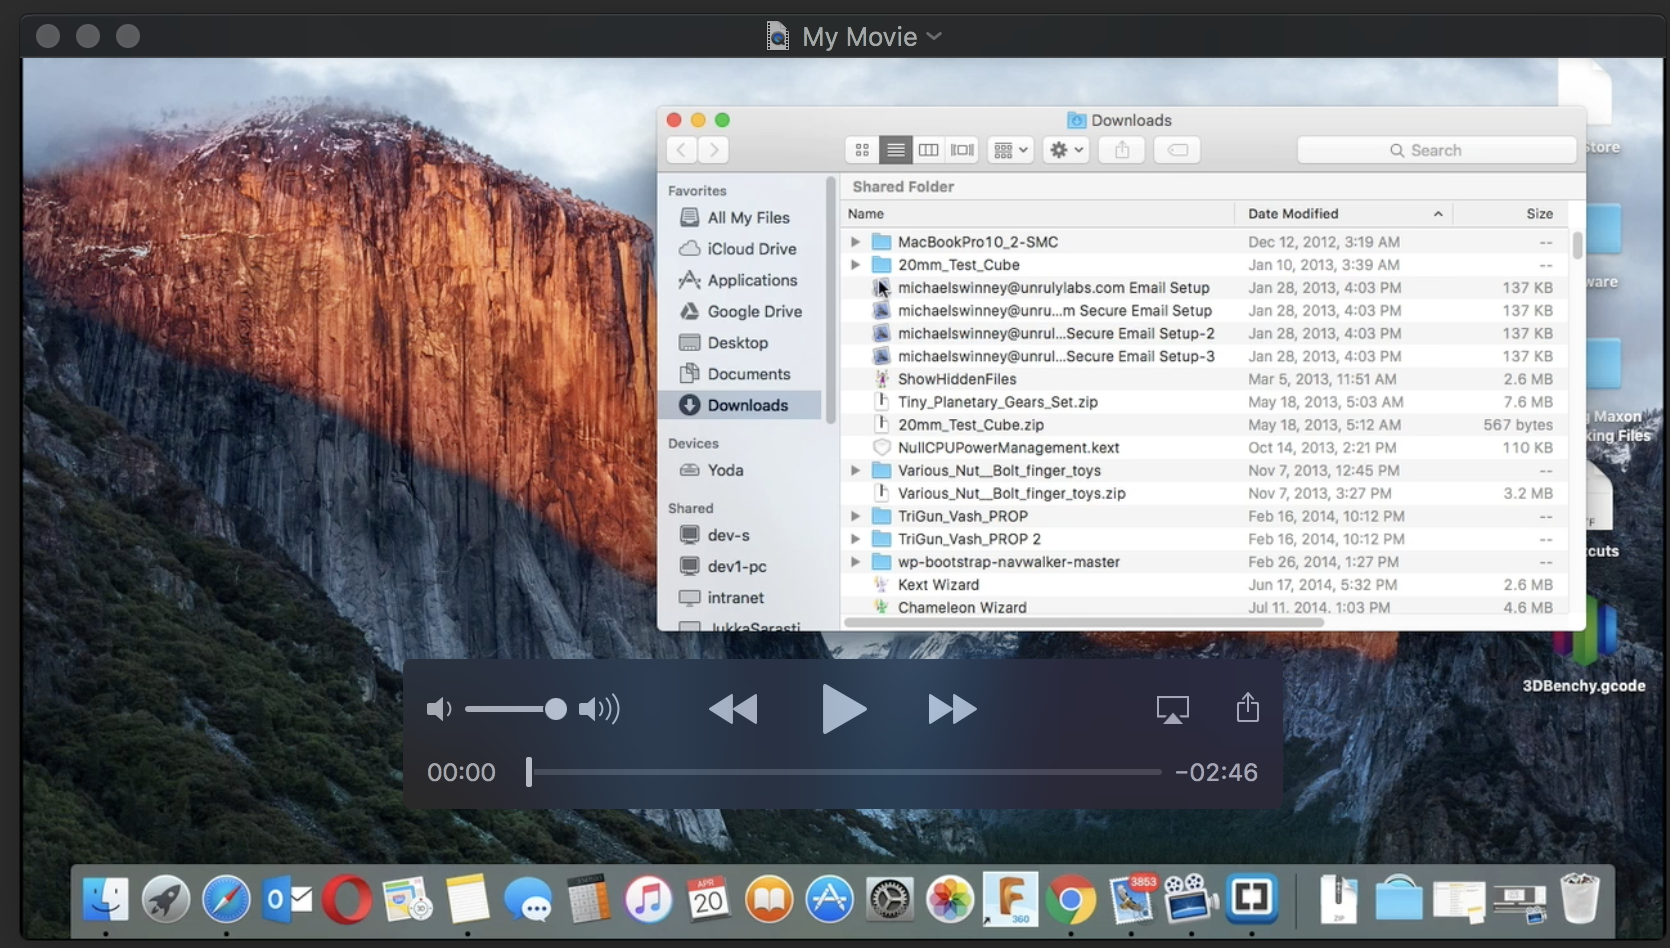 My Movie
Downloads
Search
Shared Folder
Name Date Modified Size
Favorites
All My Files
iCloud Drive
Applications
Google Drive
Desktop
Documents
Downloads
Devices
Yoda
Shared
dev-s
dev1-pc
intranet
JukkaSarasti
MacBookPro10_2-SMC Dec 12, 2012, 3:19 AM --
20mm_Test_Cube Jan 10, 2013, 3:39 AM --
michaelswinney@unrulylabs.com Email Setup Jan 28, 2013, 4:03 PM 137 KB
michaelswinney@unru...m Secure Email Setup Jan 28, 2013, 4:03 PM 137 KB
michaelswinney@unrul...Secure Email Setup-2 Jan 28, 2013, 4:03 PM 137 KB
michaelswinney@unrul...Secure Email Setup-3 Jan 28, 2013, 4:03 PM 137 KB
ShowHiddenFiles Mar 5, 2013, 11:51 AM 2.6 MB
Tiny_Planetary_Gears_Set.zip May 18, 2013, 5:03 AM 7.6 MB
20mm_Test_Cube.zip May 18, 2013, 5:12 AM 567 bytes
NullCPUPowerManagement.kext Oct 14, 2013, 2:21 PM 110 KB
Various_Nut__Bolt_finger_toys Nov 7, 2013, 12:45 PM --
Various_Nut__Bolt_finger_toys.zip Nov 7, 2013, 3:27 PM 3.2 MB
TriGun_Vash_PROP Feb 16, 2014, 10:12 PM --
TriGun_Vash_PROP 2 Feb 16, 2014, 10:12 PM --
wp-bootstrap-navwalker-master Feb 26, 2014, 1:27 PM --
Kext Wizard Jun 17, 2014, 5:32 PM 2.6 MB
Chameleon Wizard Jul 11, 2014, 1:03 PM 4.6 MB
Store
ware
g Maxon
king Files
F
tcuts
3DBenchy.gcode
00:00 −02:46
APR
20
F
360
3853
ZIP